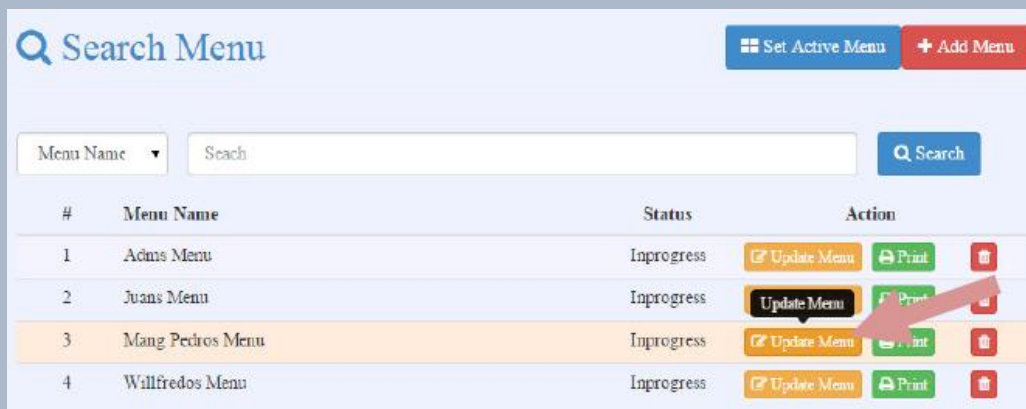 Search Menu
Set Active Menu
Add Menu
Menu Name
Seach
Search
# Menu Name Status Action
1 Adms Menu Inprogress Update Menu Print
2 Juans Menu Inprogress Update Menu Print
3 Mang Pedros Menu Inprogress Update Menu Print
4 Willfredos Menu Inprogress Update Menu Print